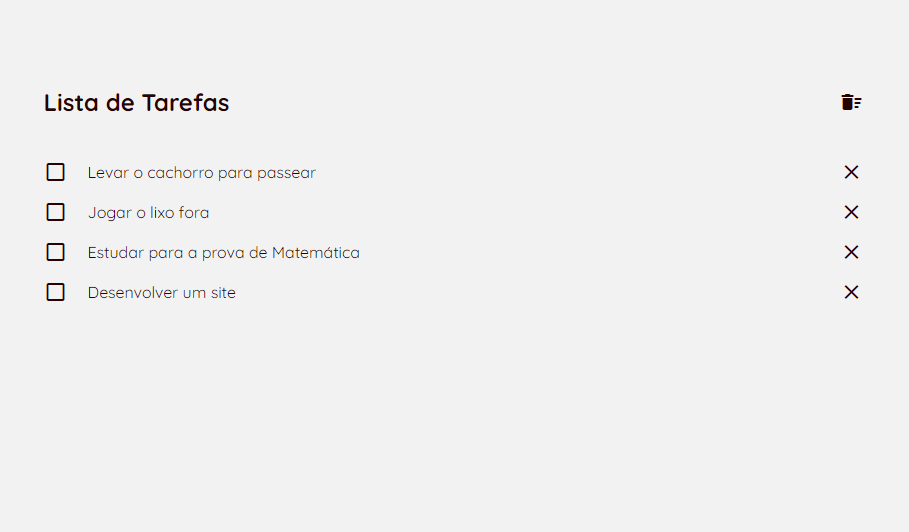 Lista de Tarefas
Levar o cachorro para passear
Jogar o lixo fora
Estudar para a prova de Matemática
Desenvolver um site